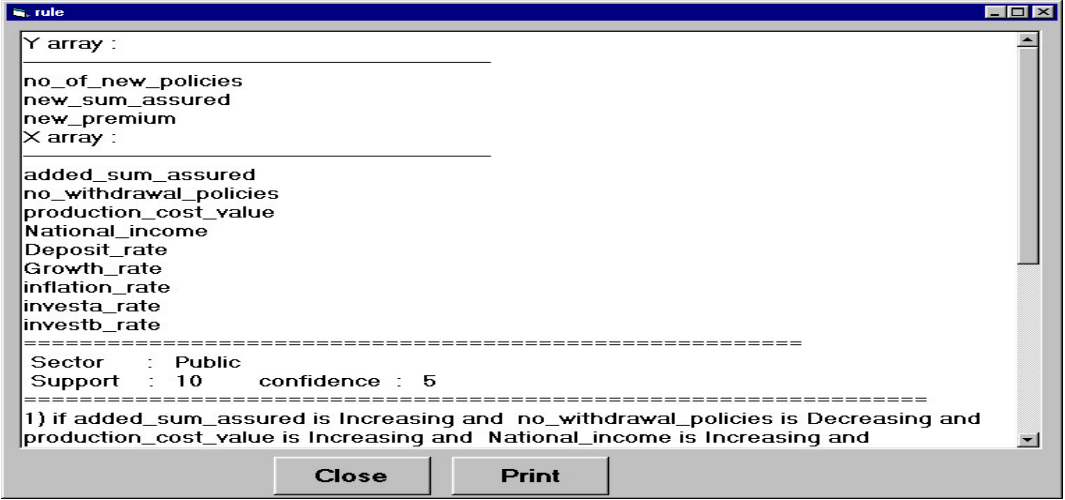 rule
Y array :
no_of_new_policies
new_sum_assured
new_premium
X array :
added_sum_assured
no_withdrawal_policies
production_cost_value
National_income
Deposit_rate
Growth_rate
inflation_rate
investa_rate
investb_rate
========================================================
Sector : Public
Support : 10 confidence : 5
=================================================================
1) if added_sum_assured is Increasing and no_withdrawal_policies is Decreasing and
production_cost_value is Increasing and National_income is Increasing and
Close Print